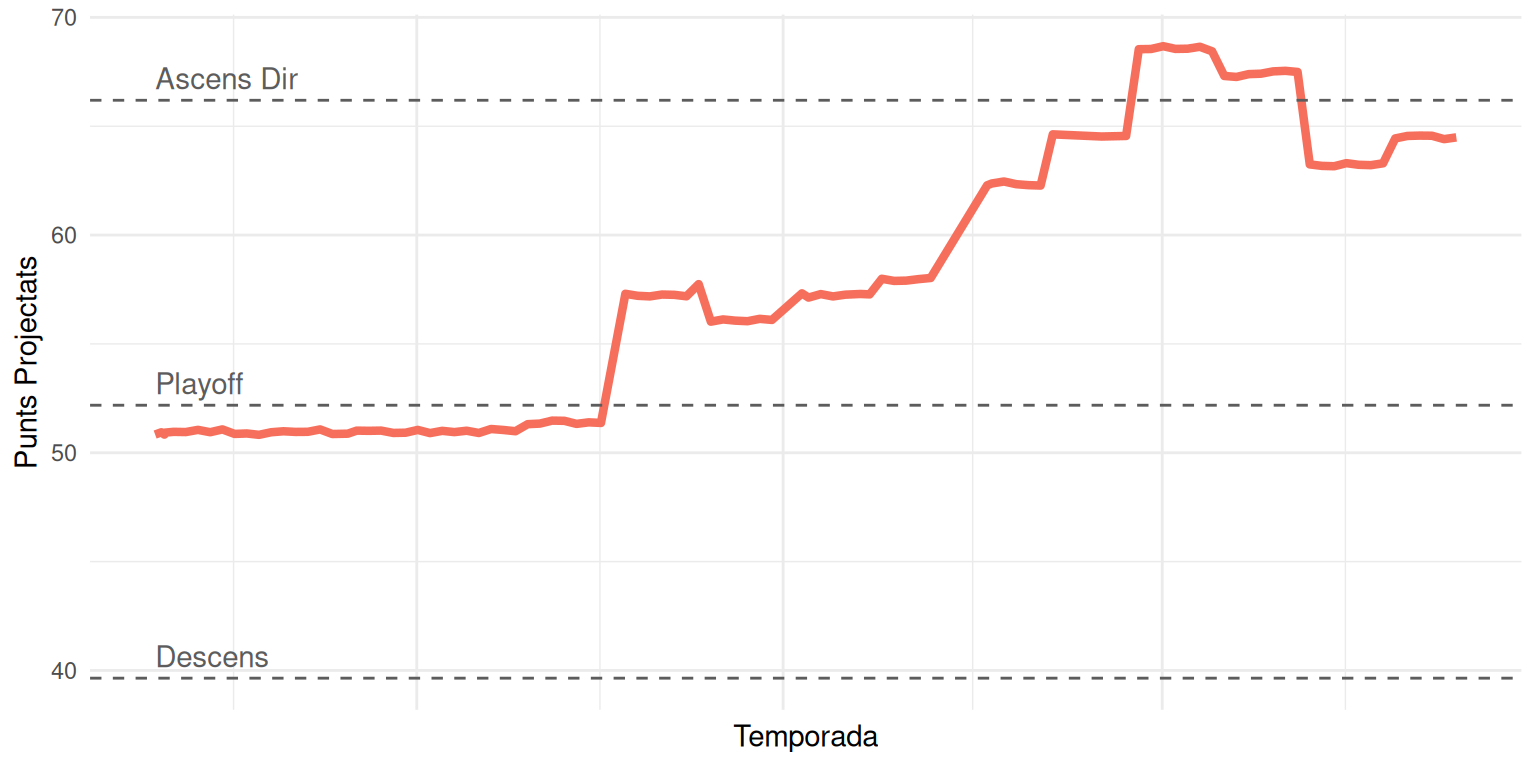 70
Ascens Dir
60
Punts Projectats
Playoff
50
Descens
40
Temporada